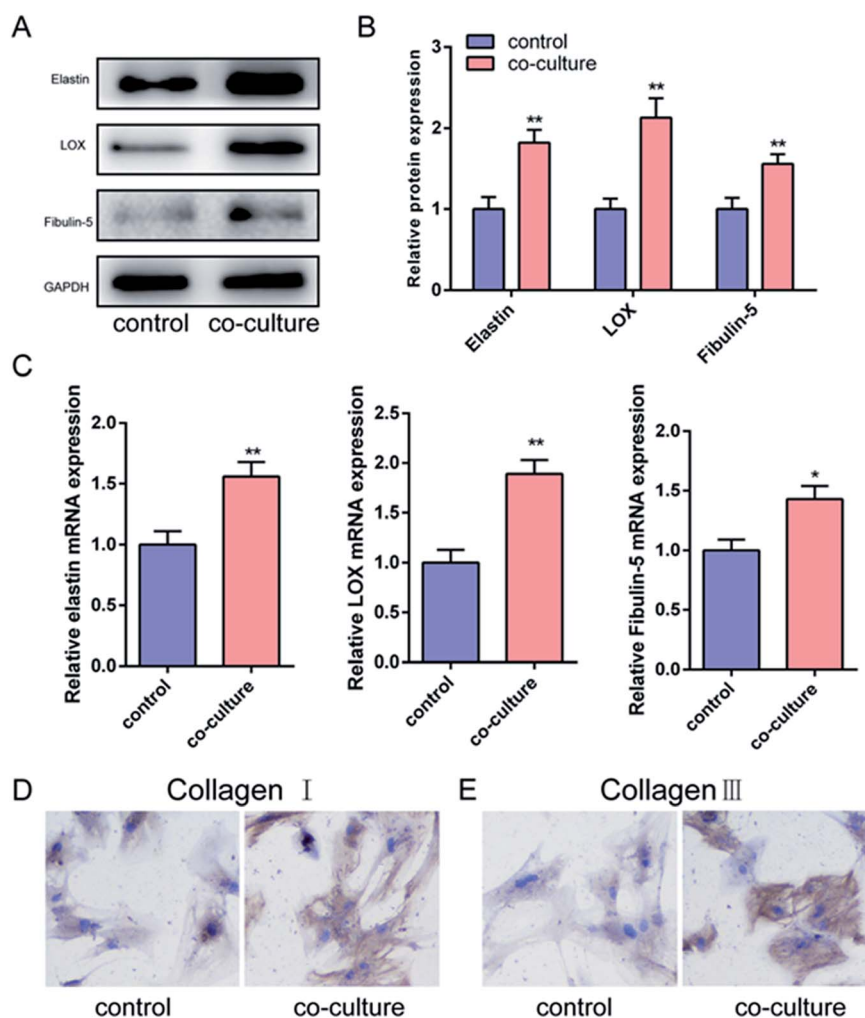 A
Elastin
LOX
Fibulin-5
GAPDH
control co-culture
B
control
co-culture
Relative protein expression
3
2
1
0
**
**
**
Elastin
LOX
Fibulin-5
C
Relative elastin mRNA expression
2.0
1.5
1.0
0.5
0.0
**
control
co-culture
Relative LOX mRNA expression
2.5
2.0
1.5
1.0
0.5
0.0
**
control
co-culture
Relative Fibulin-5 mRNA expression
2.0
1.5
1.0
0.5
0.0
*
control
co-culture
D
Collagen Ⅰ
control co-culture
E
Collagen Ⅲ
control co-culture